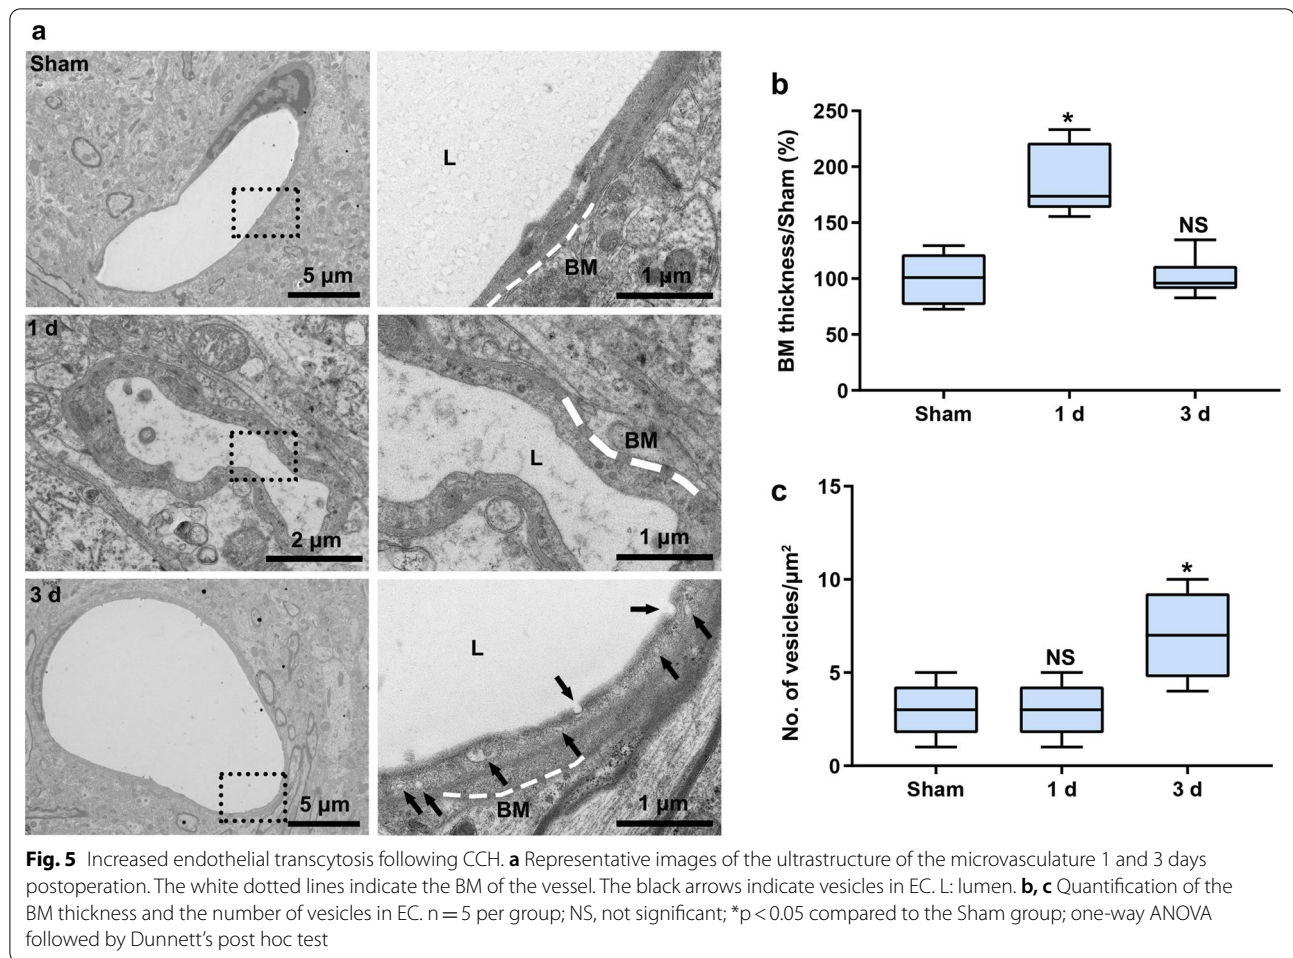 a
Sham
5 µm
L
BM
1 µm
1 d
2 µm
L
BM
1 µm
3 d
5 µm
L
BM
1 µm
b
BM thickness/Sham (%)
250
200
150
100
50
0
*
NS
Sham 1 d 3 d
c
No. of vesicles/µm²
15
10
5
0
NS
*
Sham 1 d 3 d
Fig. 5 Increased endothelial transcytosis following CCH. a Representative images of the ultrastructure of the microvasculature 1 and 3 days
postoperation. The white dotted lines indicate the BM of the vessel. The black arrows indicate vesicles in EC. L: lumen. b, c Quantification of the
BM thickness and the number of vesicles in EC. n = 5 per group; NS, not significant; *p < 0.05 compared to the Sham group; one-way ANOVA
followed by Dunnett's post hoc test